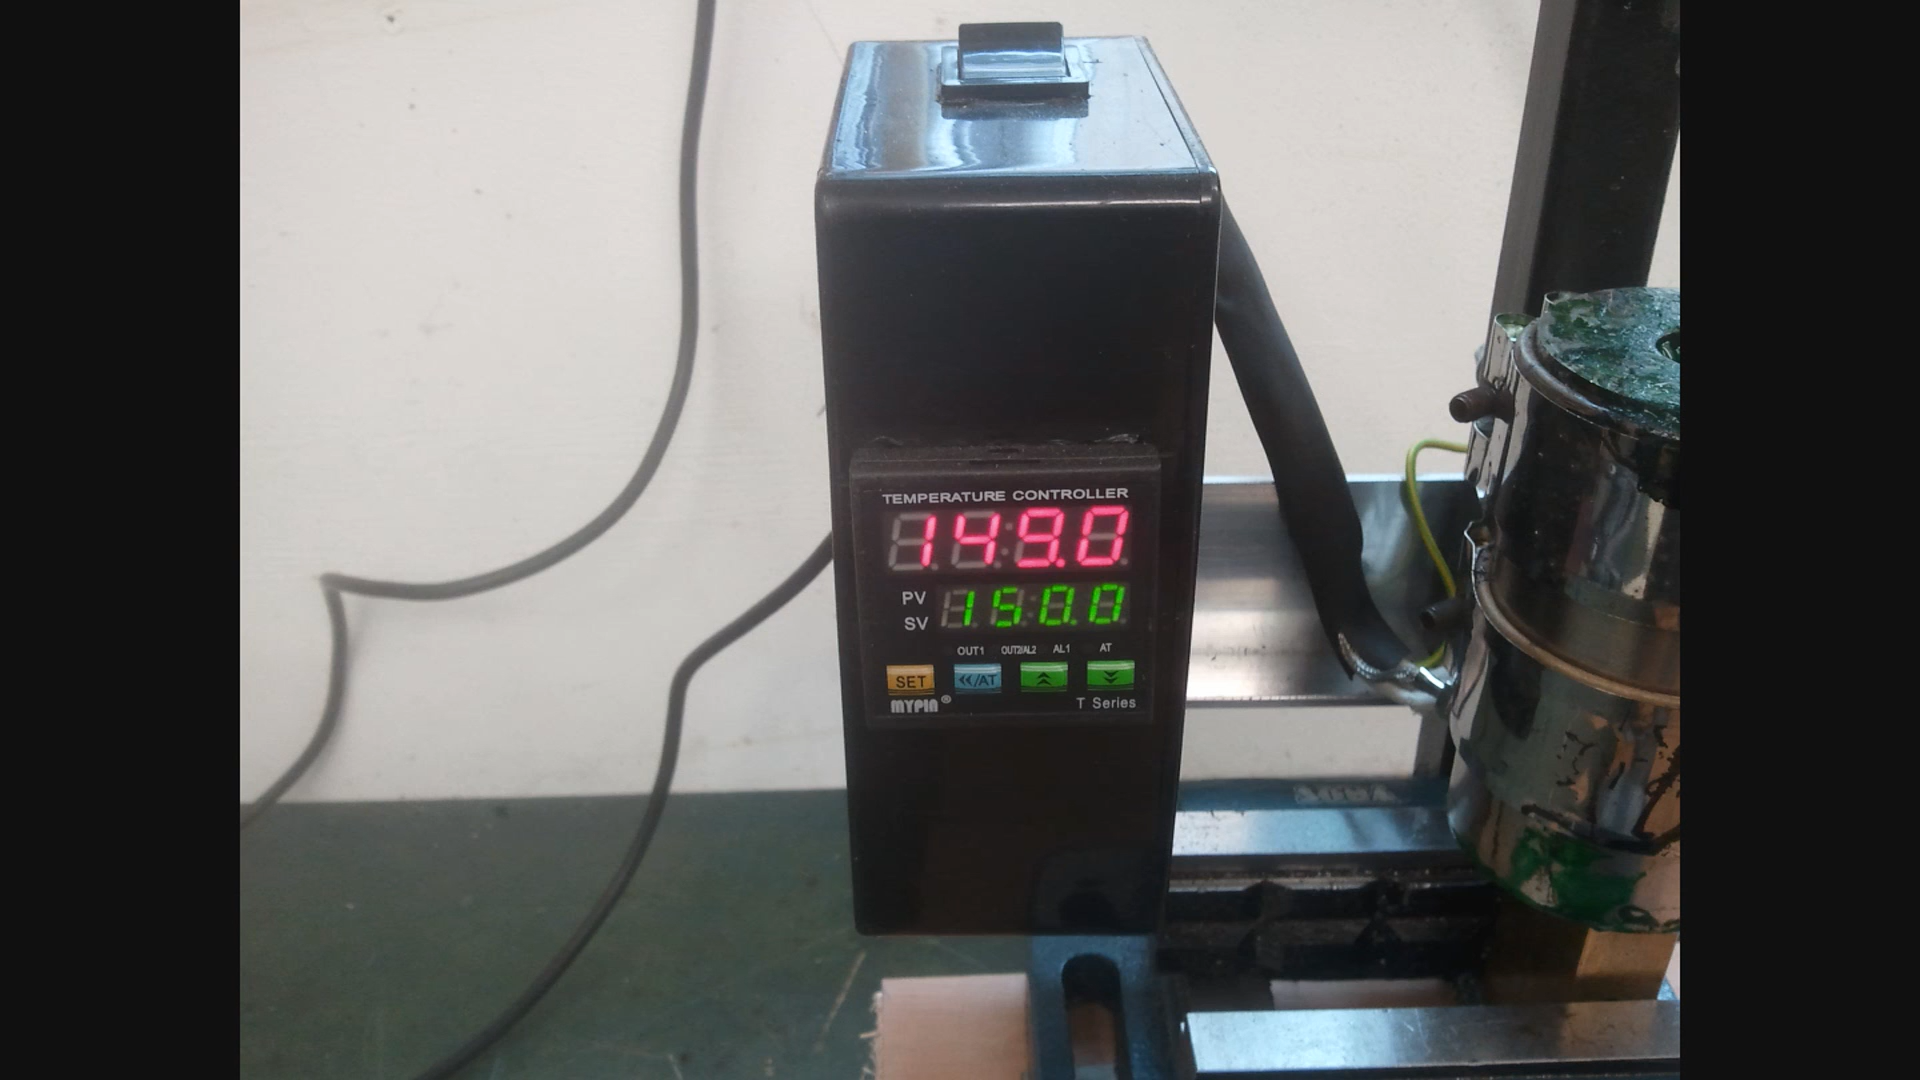 TEMPERATURE CONTROLLER
149.0
PV
SV
150.0
OUT1 OUT2/AL2 AL1 AT
SET
≪/AT
MYPIN®
T Series